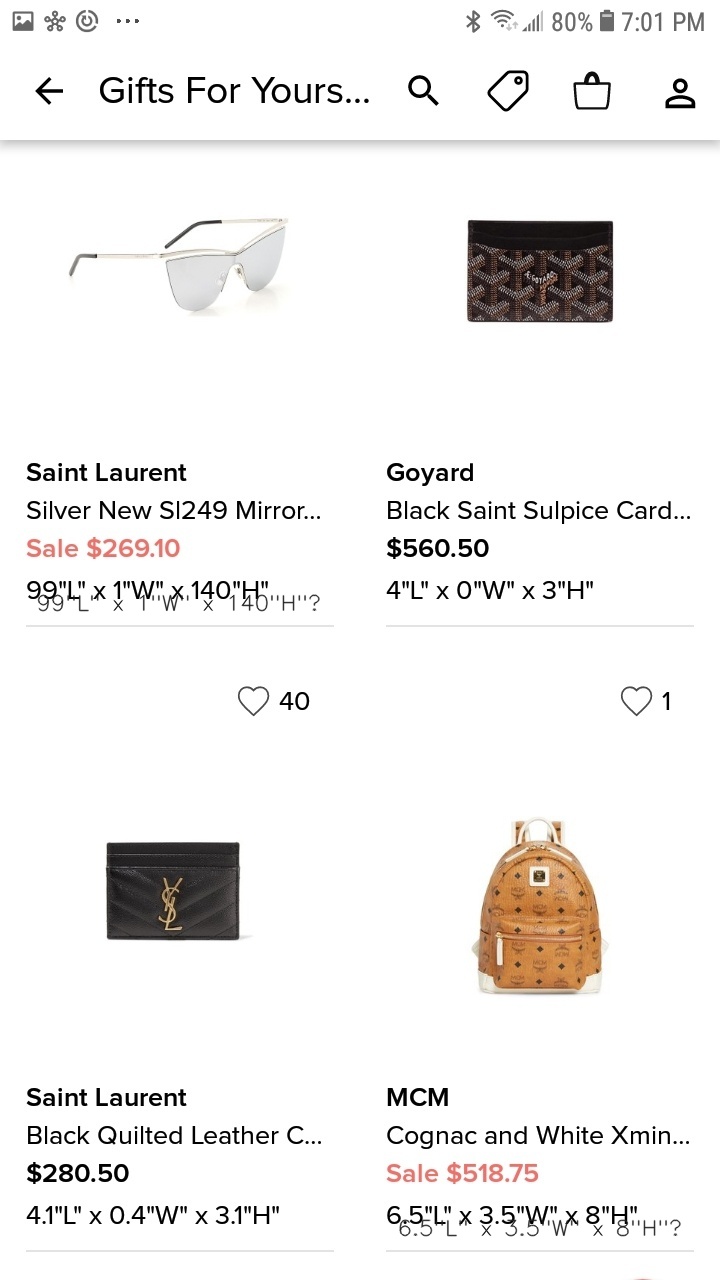 80% 7:01 PM
Gifts For Yours...
GOYARD
Saint Laurent
Silver New Sl249 Mirror...
Sale $269.10
99"L" x 1"W" x 140"H"
99"L" x 1"W" x 140"H"?
Goyard
Black Saint Sulpice Card...
$560.50
4"L" x 0"W" x 3"H"
40
1
YSL
Saint Laurent
Black Quilted Leather C...
$280.50
4.1"L" x 0.4"W" x 3.1"H"
MCM
Cognac and White Xmin...
Sale $518.75
6.5"L" x 3.5"W" x 8"H"
6.5"L" x 3.5"W" x 8"H"?